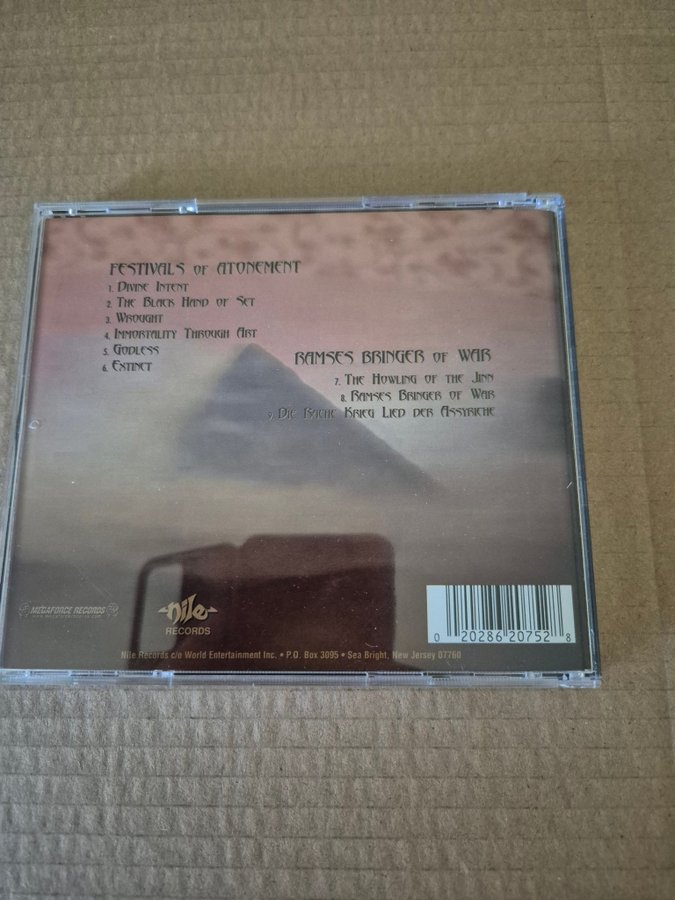 FESTIVALS OF ATONEMENT
1. DIVINE INTENT
2. THE BLACK HAND OF SET
3. WROUGHT
4. IMMORTALITY THROUGH ART
5. GODLESS
6. EXTINCT
RAMSES BRINGER OF WAR
7. THE HOWLING OF THE JINN
8. RAMSES BRINGER OF WAR
9. DIE RACHE KRIEG LIED DER ASSYRICHE
MEGAFORCE RECORDS
nile
RECORDS
0 20286 20752 8
Nile Records c/o World Entertainment Inc. • P.O. Box 3095 • Sea Bright, New Jersey 07760